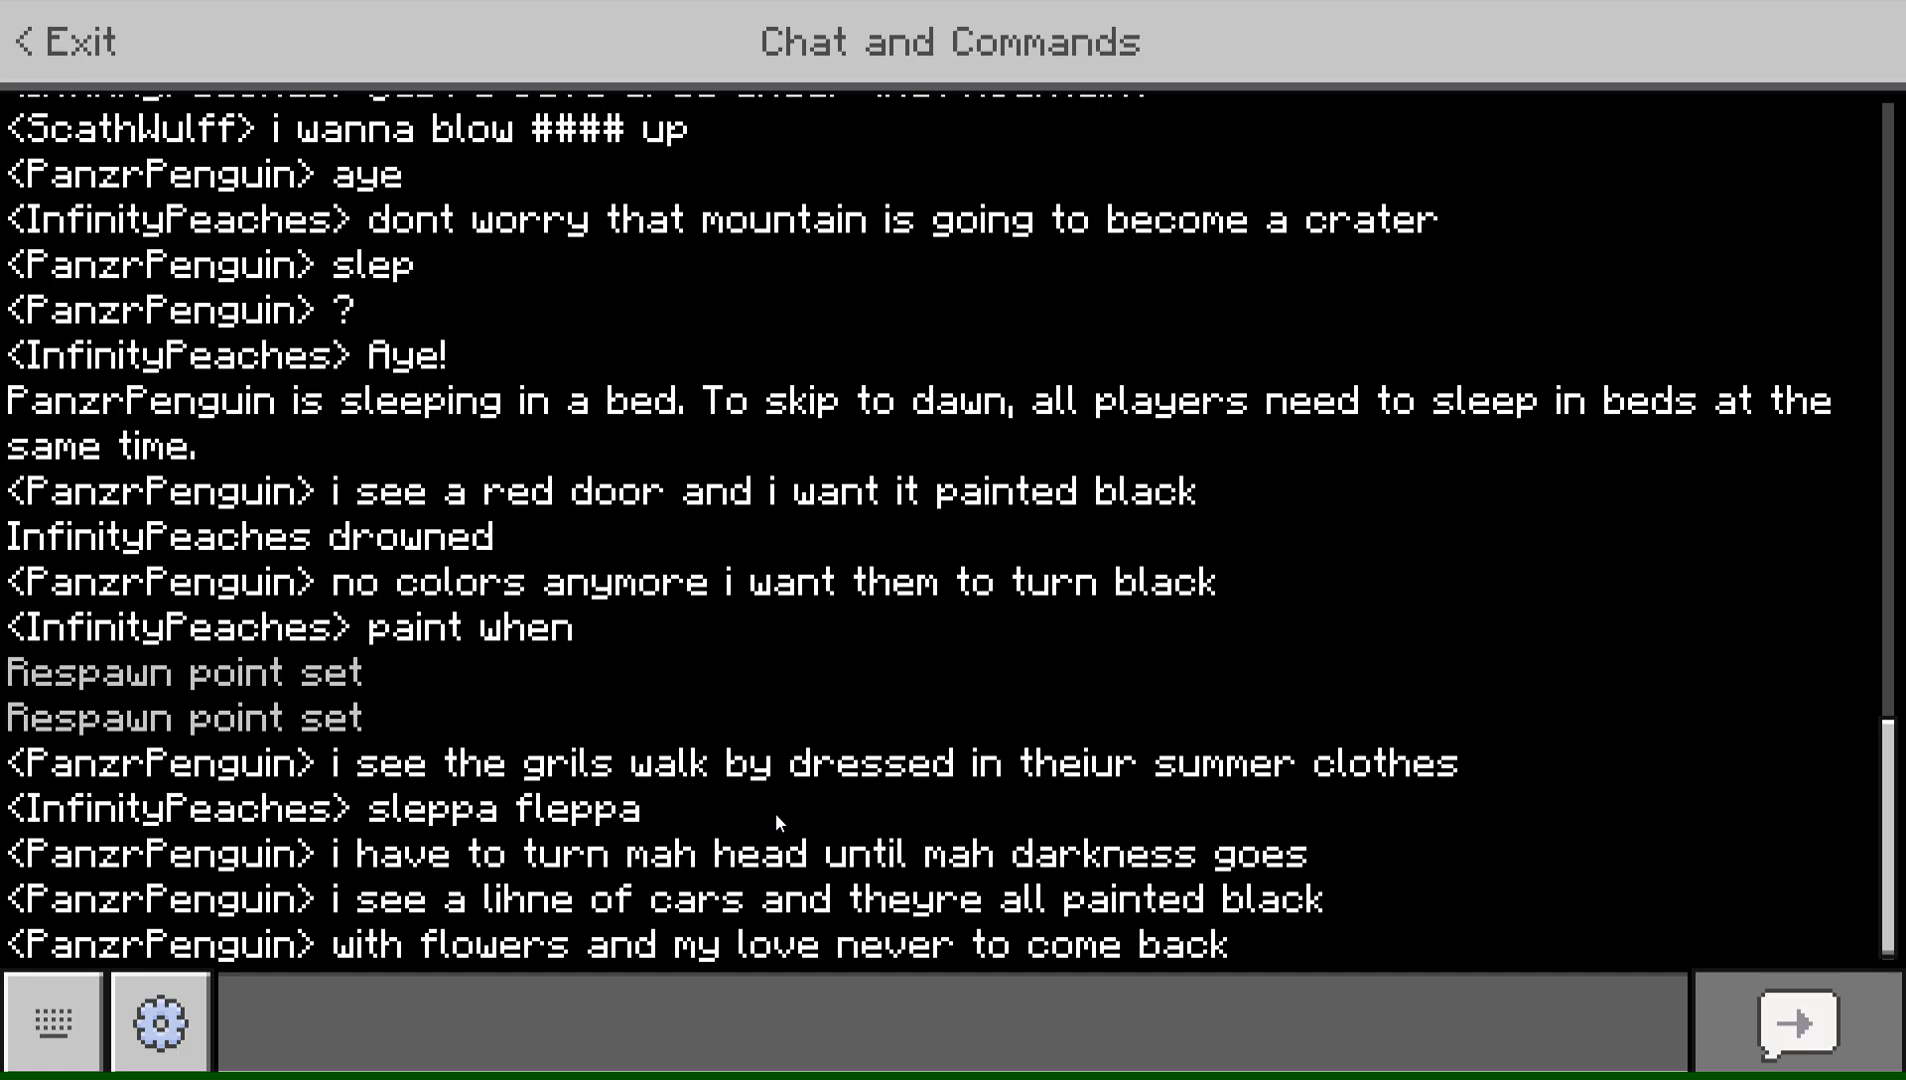 < Exit
Chat and Commands
<ScathWulff> i wanna blow #### up
<PanzrPenguin> aye
<InfinityPeaches> dont worry that mountain is going to become a crater
<PanzrPenguin> slep
<PanzrPenguin> ?
<InfinityPeaches> Aye!
PanzrPenguin is sleeping in a bed. To skip to dawn, all players need to sleep in beds at the
same time.
<PanzrPenguin> i see a red door and i want it painted black
InfinityPeaches drowned
<PanzrPenguin> no colors anymore i want them to turn black
<InfinityPeaches> paint when
Respawn point set
Respawn point set
<PanzrPenguin> i see the grils walk by dressed in theiur summer clothes
<InfinityPeaches> sleppa fleppa
<PanzrPenguin> i have to turn mah head until mah darkness goes
<PanzrPenguin> i see a lihne of cars and theyre all painted black
<PanzrPenguin> with flowers and my love never to come back